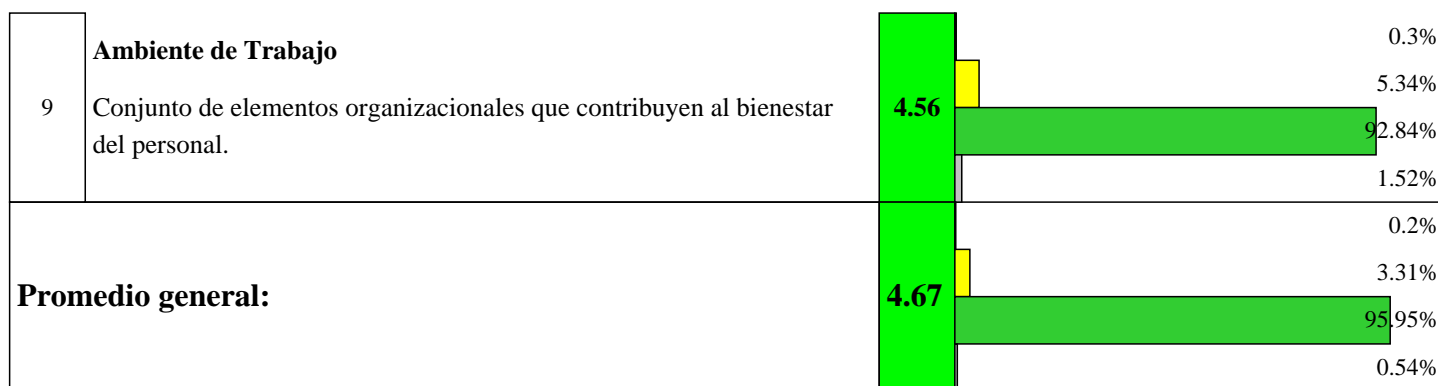 Ambiente de Trabajo
9
Conjunto de elementos organizacionales que contribuyen al bienestar
del personal.
4.56
0.3%
5.34%
92.84%
1.52%
Promedio general:
4.67
0.2%
3.31%
95.95%
0.54%